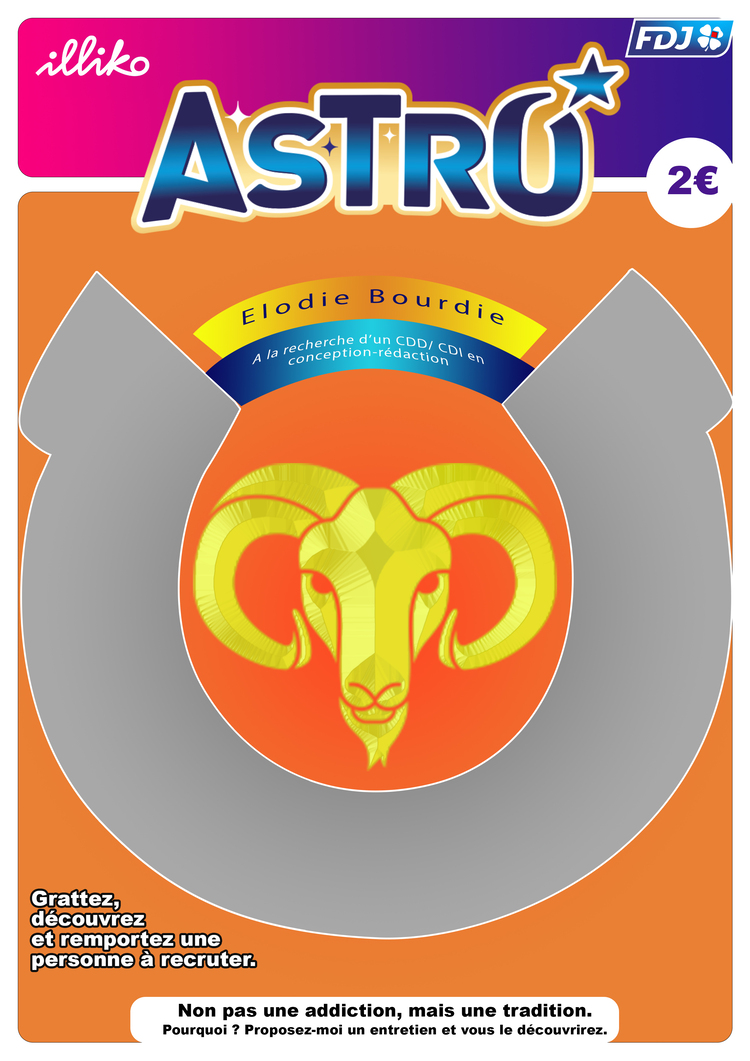 illiko
FDJ
ASTRO
2€
Elodie Bourdie
A la recherche d'un CDD/ CDI en
conception-rédaction
Grattez,
découvrez
et remportez une
personne à recruter.
Non pas une addiction, mais une tradition.
Pourquoi ? Proposez-moi un entretien et vous le découvrirez.